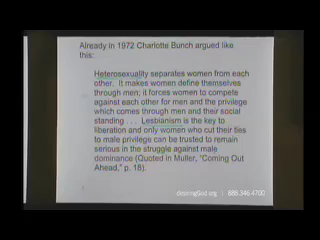 Already in 1972 Charlotte Bunch argued like
this:
Heterosexuality separates women from each
other. It makes women define themselves
through men; it forces women to compete
against each other for men and the privilege
which comes through men and their social
standing . . . Lesbianism is the key to
liberation and only women who cut their ties
to male privilege can be trusted to remain
serious in the struggle against male
dominance (Quoted in Muller, “Coming Out
Ahead,” p. 18).
desiringGod.org | 888.346.4700